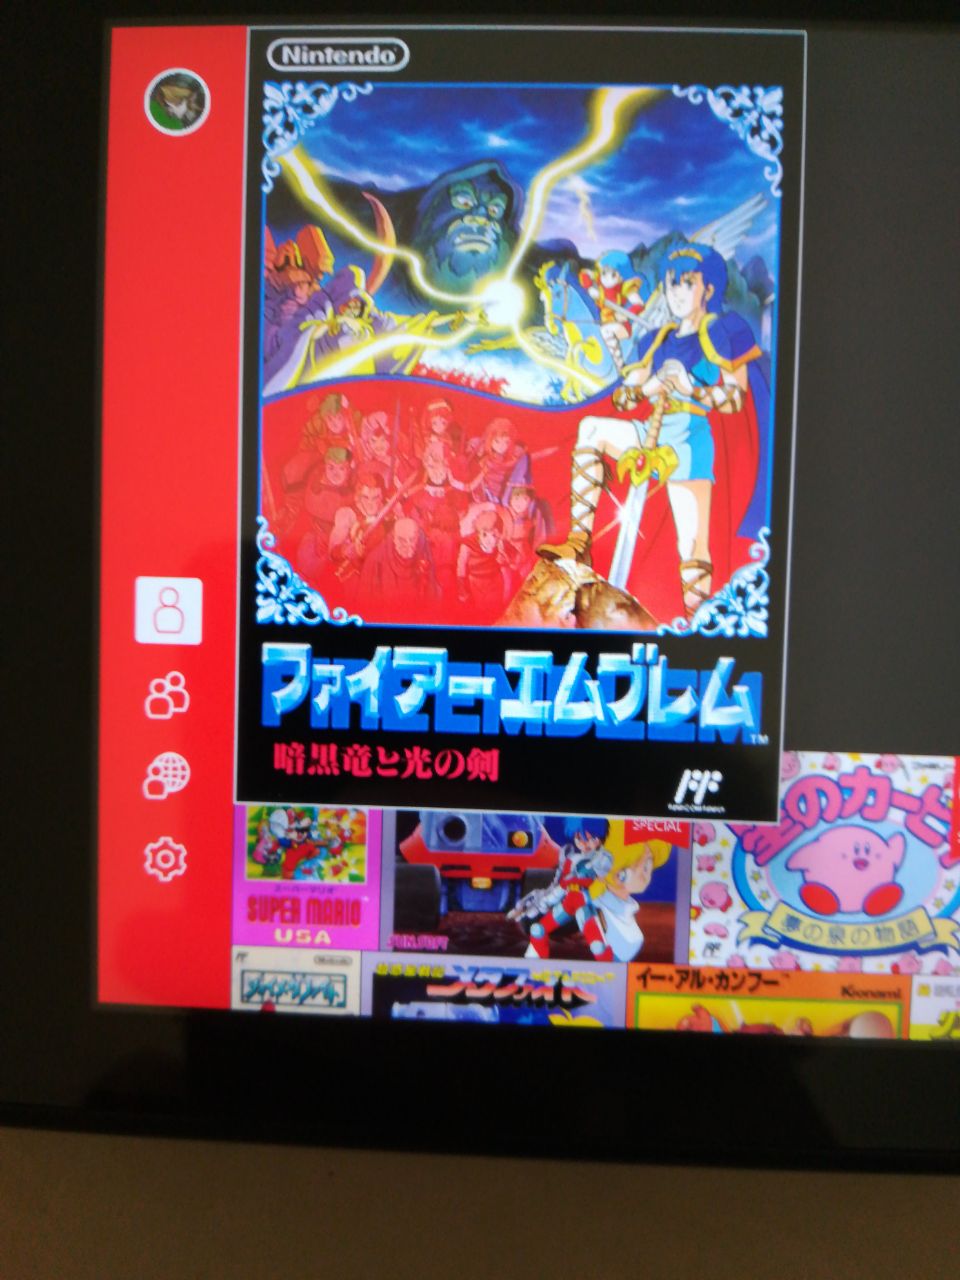 Nintendo
ファイアーエムブレム
FIRE EMBLEM
TM
暗黒竜と光の剣
スーパーマリオ
SUPER MARIO
USA
SUNSOFT
SPECIAL
星のカービィ
夢の泉の物語
Nintendo
イー・アル・カンフー
Konami